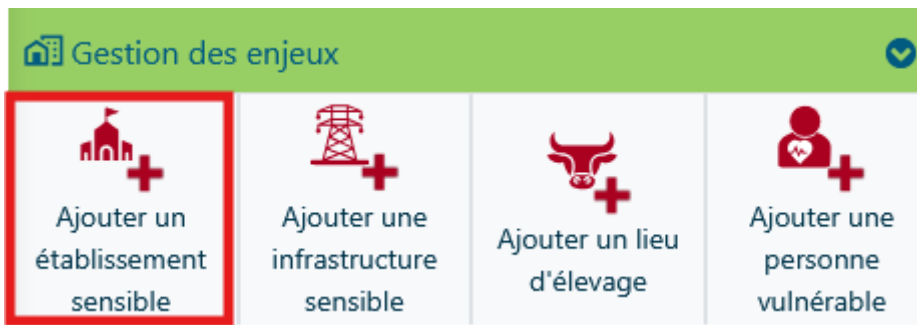 Gestion des enjeux
Ajouter un
établissement
sensible
Ajouter une
infrastructure
sensible
Ajouter un lieu
d'élevage
Ajouter une
personne
vulnérable